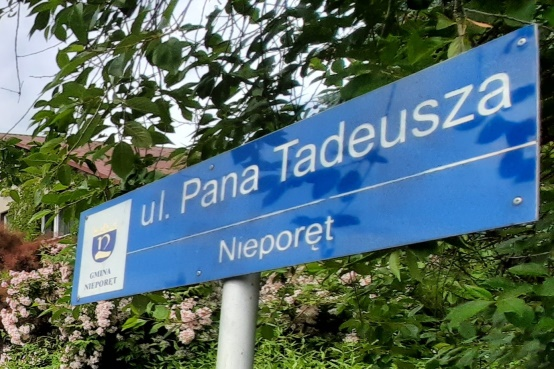 ul. Pana Tadeusza
Nieporęt
GMINA
NIEPORĘT